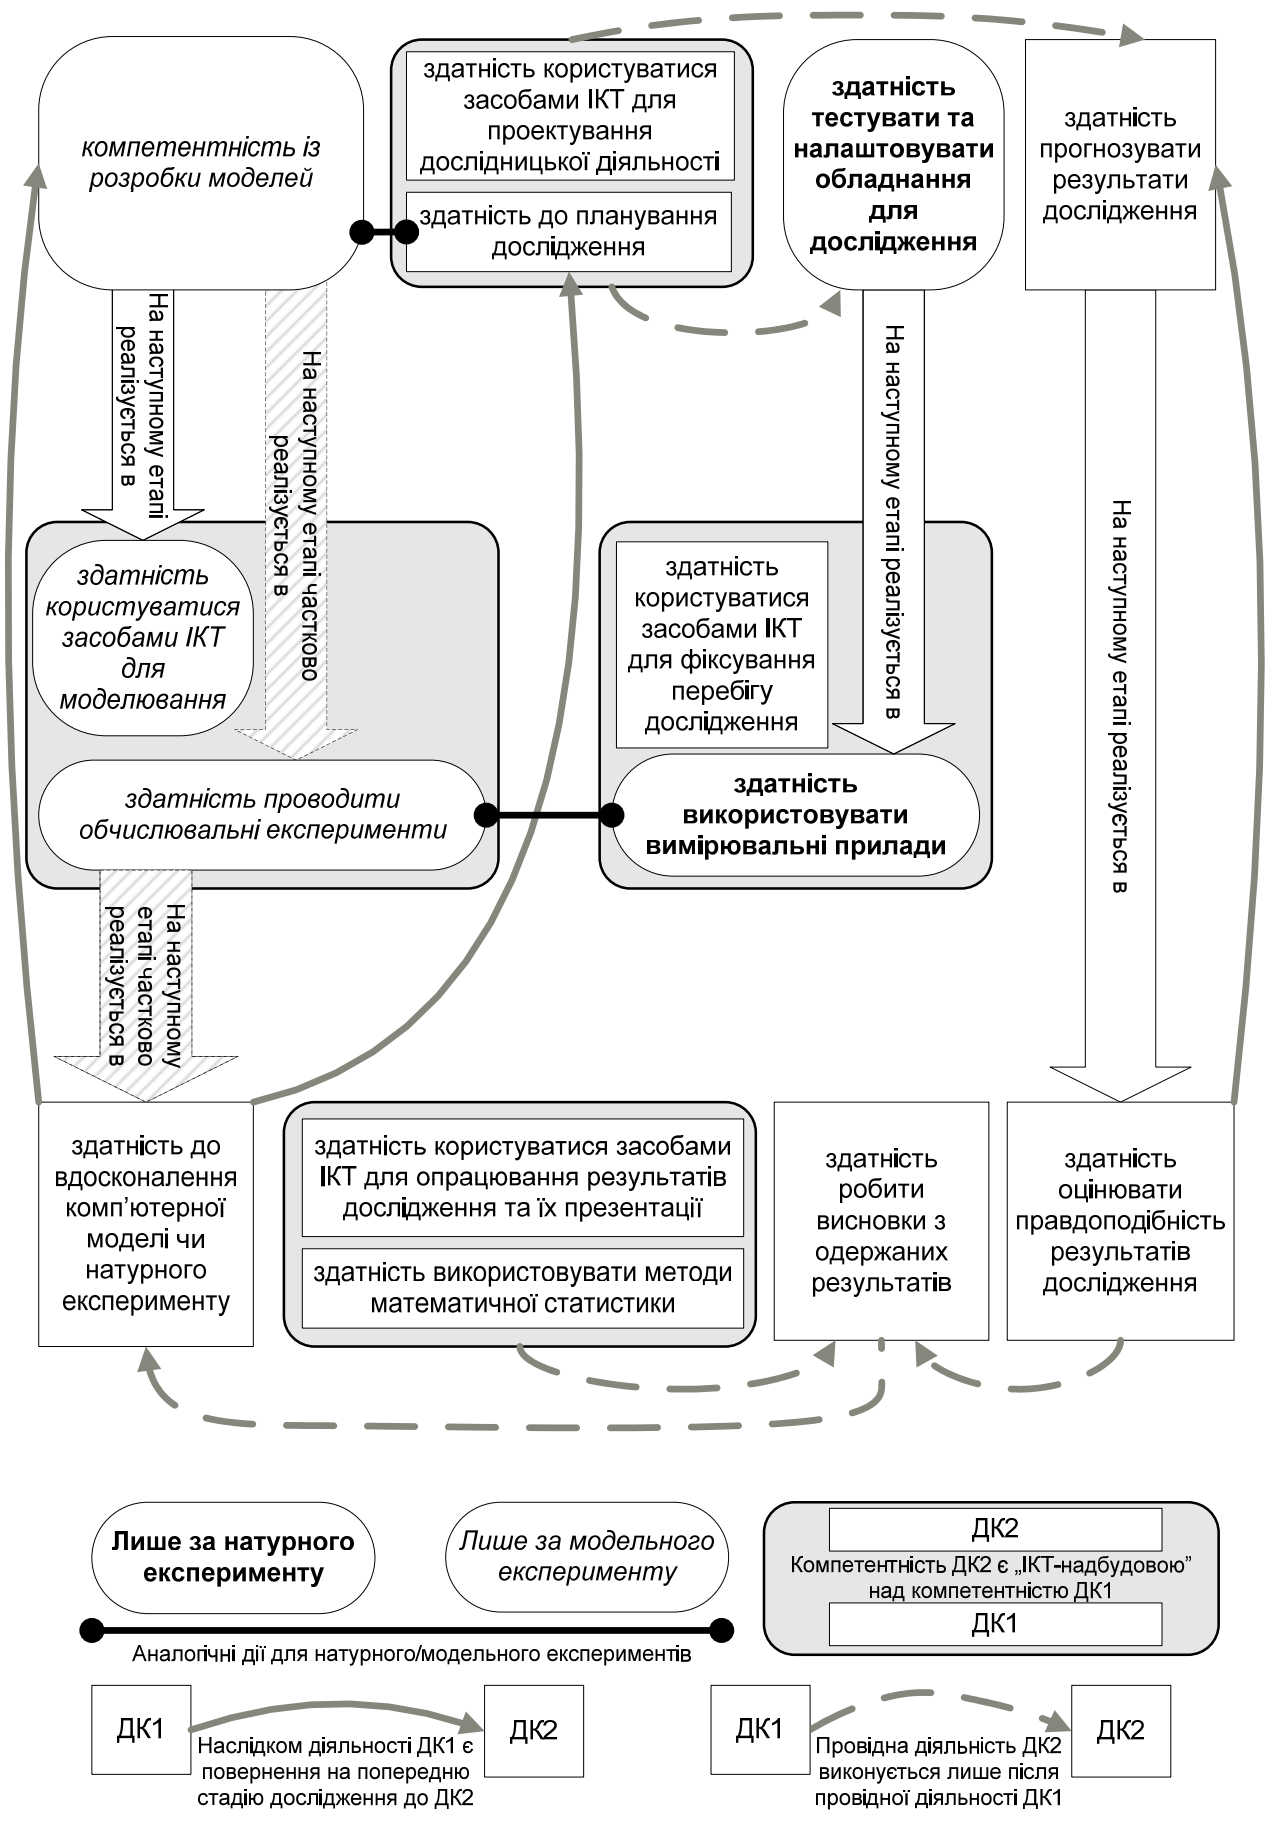 компетентність із
розробки моделей
здатність користуватися
засобами ІКТ для
проектування
дослідницької діяльності
здатність до планування
дослідження
здатність
тестувати та
налаштовувати
обладнання
для
дослідження
здатність
прогнозувати
результати
дослідження
На наступному етапі
реалізується в
На наступному етапі частково
реалізується в
На наступному етапі реалізується в
На наступному етапі реалізується в
здатність
користуватися
засобами ІКТ
для
моделювання
здатність
користуватися
засобами ІКТ
для фіксування
перебігу
дослідження
здатність проводити
обчислювальні експерименти
здатність
використовувати
вимірювальні прилади
На наступному
етапі частково
реалізується в
здатність до
вдосконалення
комп’ютерної
моделі чи
натурного
експерименту
здатність користуватися засобами
ІКТ для опрацювання результатів
дослідження та їх презентації
здатність використовувати методи
математичної статистики
здатність
робити
висновки з
одержаних
результатів
здатність
оцінювати
правдоподібність
результатів
дослідження
Лише за натурного
експерименту
Лише за модельного
експерименту
ДК2
Компетентність ДК2 є „ІКТ-надбудовою”
над компетентністю ДК1
ДК1
Аналогічні дії для натурного/модельного експериментів
ДК1
ДК2
Наслідком діяльності ДК1 є
повернення на попередню
стадію дослідження до ДК2
ДК1
ДК2
Провідна діяльність ДК2
виконується лише після
провідної діяльності ДК1